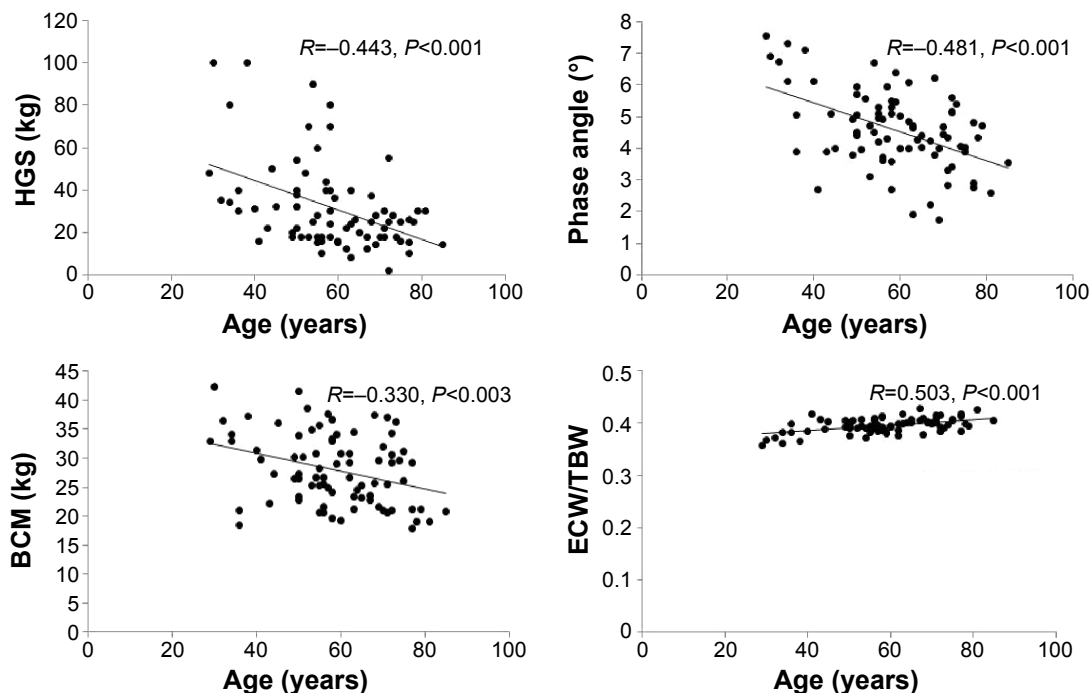 HGS (kg)
120
100
80
60
40
20
0
R=–0.443, P<0.001
0 20 40 60 80 100
Age (years)
Phase angle (°)
8
7
6
5
4
3
2
1
0
R=–0.481, P<0.001
0 20 40 60 80 100
Age (years)
BCM (kg)
45
40
35
30
25
20
15
10
5
0
R=–0.330, P<0.003
0 20 40 60 80 100
Age (years)
ECW/TBW
0.5
0.4
0.3
0.2
0.1
0
R=0.503, P<0.001
0 20 40 60 80 100
Age (years)